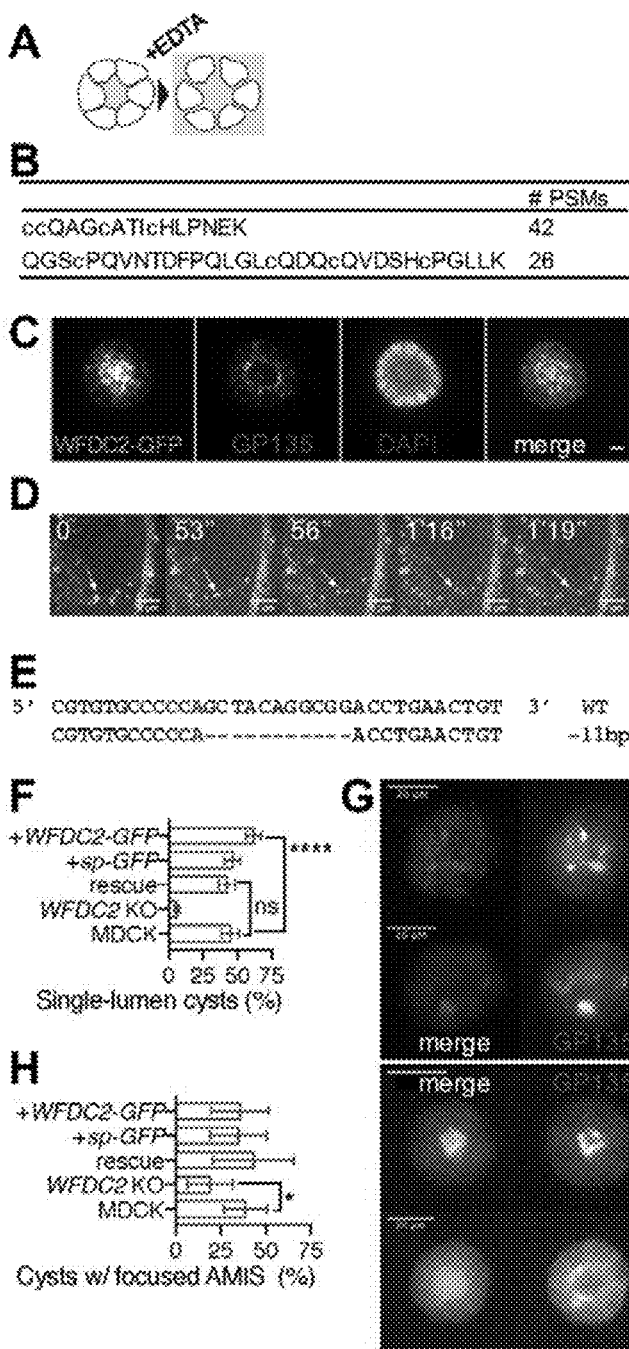 A
+EDTA
B
# PSMs
ccQAGcATIcHLPNEK 42
QGScPQVNTDFPQLGLcQDQcQVDSHcPGLLK 26
C
WFDC2-GFP GP135 DAPI merge
D
0 53" 56" 1'16" 1'19"
E
5' CGTGTGCCCCCAGCTACAGGCGGACCTGAACTGT 3' WT
CGTGTGCCCCCA-----------ACCTGAACTGT -11bp
F
+WFDC2-GFP
+sp-GFP
rescue
WFDC2 KO
MDCK
****
ns
0 25 50 75
Single-lumen cysts (%)
G
merge GP135
merge GP135
H
+WFDC2-GFP
+sp-GFP
rescue
WFDC2 KO
MDCK
*
0 25 50 75
Cysts w/ focused AMIS (%)